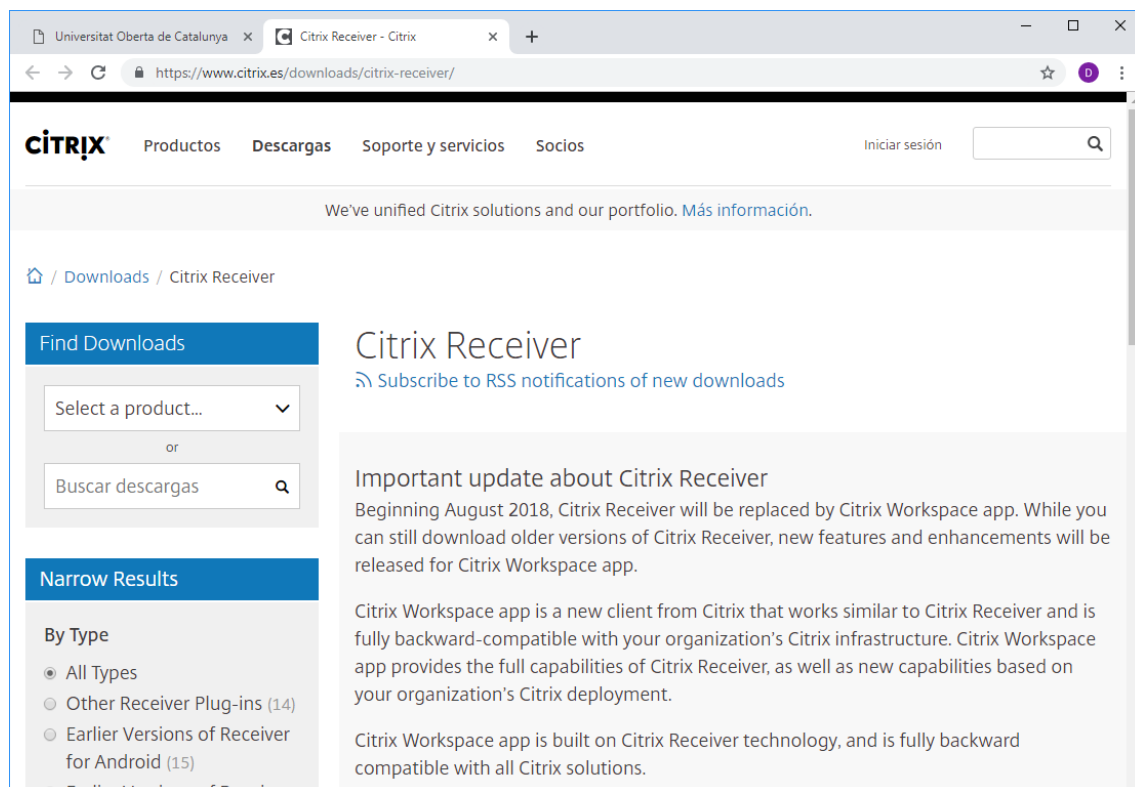 Universitat Oberta de Catalunya
Citrix Receiver - Citrix
https://www.citrix.es/downloads/citrix-receiver/
D
CİTRIX®
Productos Descargas Soporte y servicios Socios
Iniciar sesión
We've unified Citrix solutions and our portfolio. Más información.
/ Downloads / Citrix Receiver
Find Downloads
Select a product...
or
Buscar descargas
Narrow Results
By Type
All Types
Other Receiver Plug-ins (14)
Earlier Versions of Receiver
for Android (15)
Citrix Receiver
Subscribe to RSS notifications of new downloads
Important update about Citrix Receiver
Beginning August 2018, Citrix Receiver will be replaced by Citrix Workspace app. While you
can still download older versions of Citrix Receiver, new features and enhancements will be
released for Citrix Workspace app.
Citrix Workspace app is a new client from Citrix that works similar to Citrix Receiver and is
fully backward-compatible with your organization's Citrix infrastructure. Citrix Workspace
app provides the full capabilities of Citrix Receiver, as well as new capabilities based on
your organization's Citrix deployment.
Citrix Workspace app is built on Citrix Receiver technology, and is fully backward
compatible with all Citrix solutions.